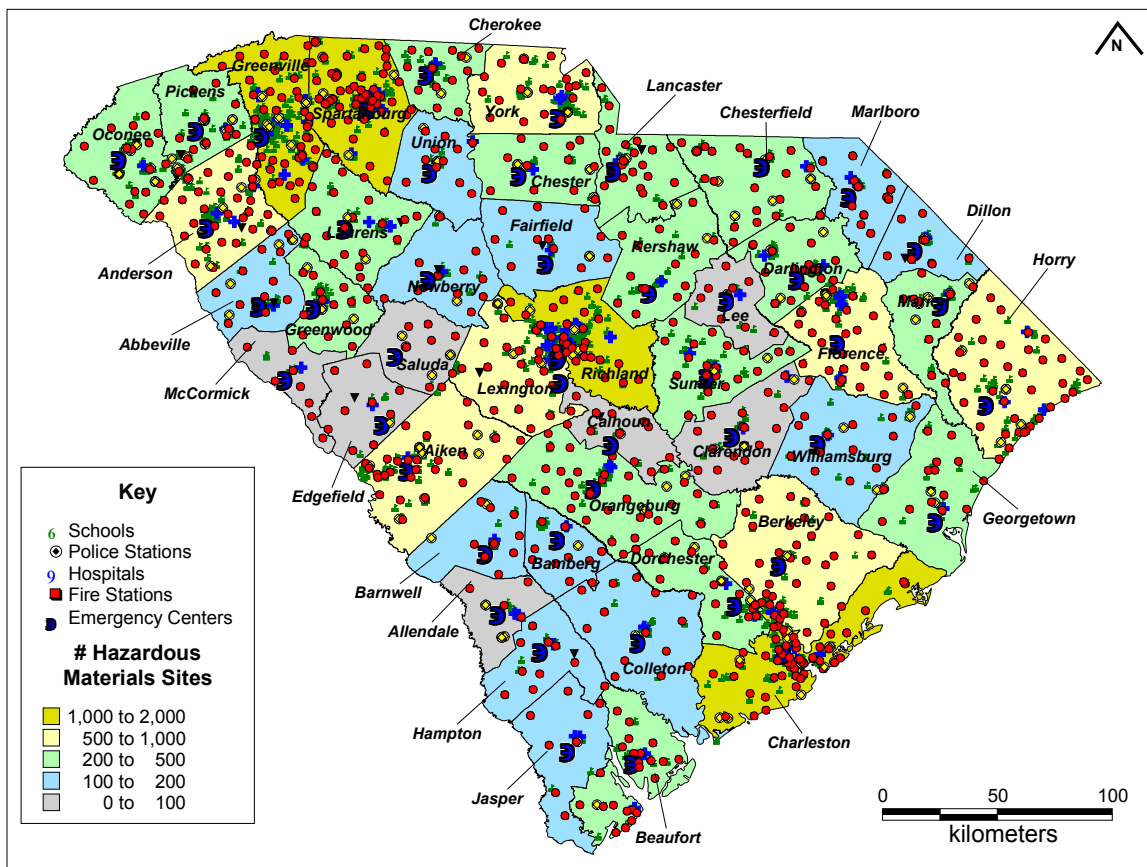 Cherokee
N
Greenville
Pickens
Lancaster
Spartanburg
York
Chesterfield
Marlboro
Oconee
Union
Chester
Dillon
Laurens
Fairfield
Kershaw
Horry
Anderson
Darlington
Newberry
Marion
Lee
Greenwood
Abbeville
Florence
Saluda
Richland
Sumter
McCormick
Lexington
Calhoun
Aiken
Clarendon
Williamsburg
Edgefield
Orangeburg
Georgetown
Berkeley
Dorchester
Bamberg
Barnwell
Allendale
Colleton
Hampton
Charleston
Jasper
Beaufort
Key
6 Schools
Police Stations
9 Hospitals
Fire Stations
Emergency Centers
# Hazardous
Materials Sites
1,000 to 2,000
500 to 1,000
200 to 500
100 to 200
0 to 100
0 50 100
kilometers